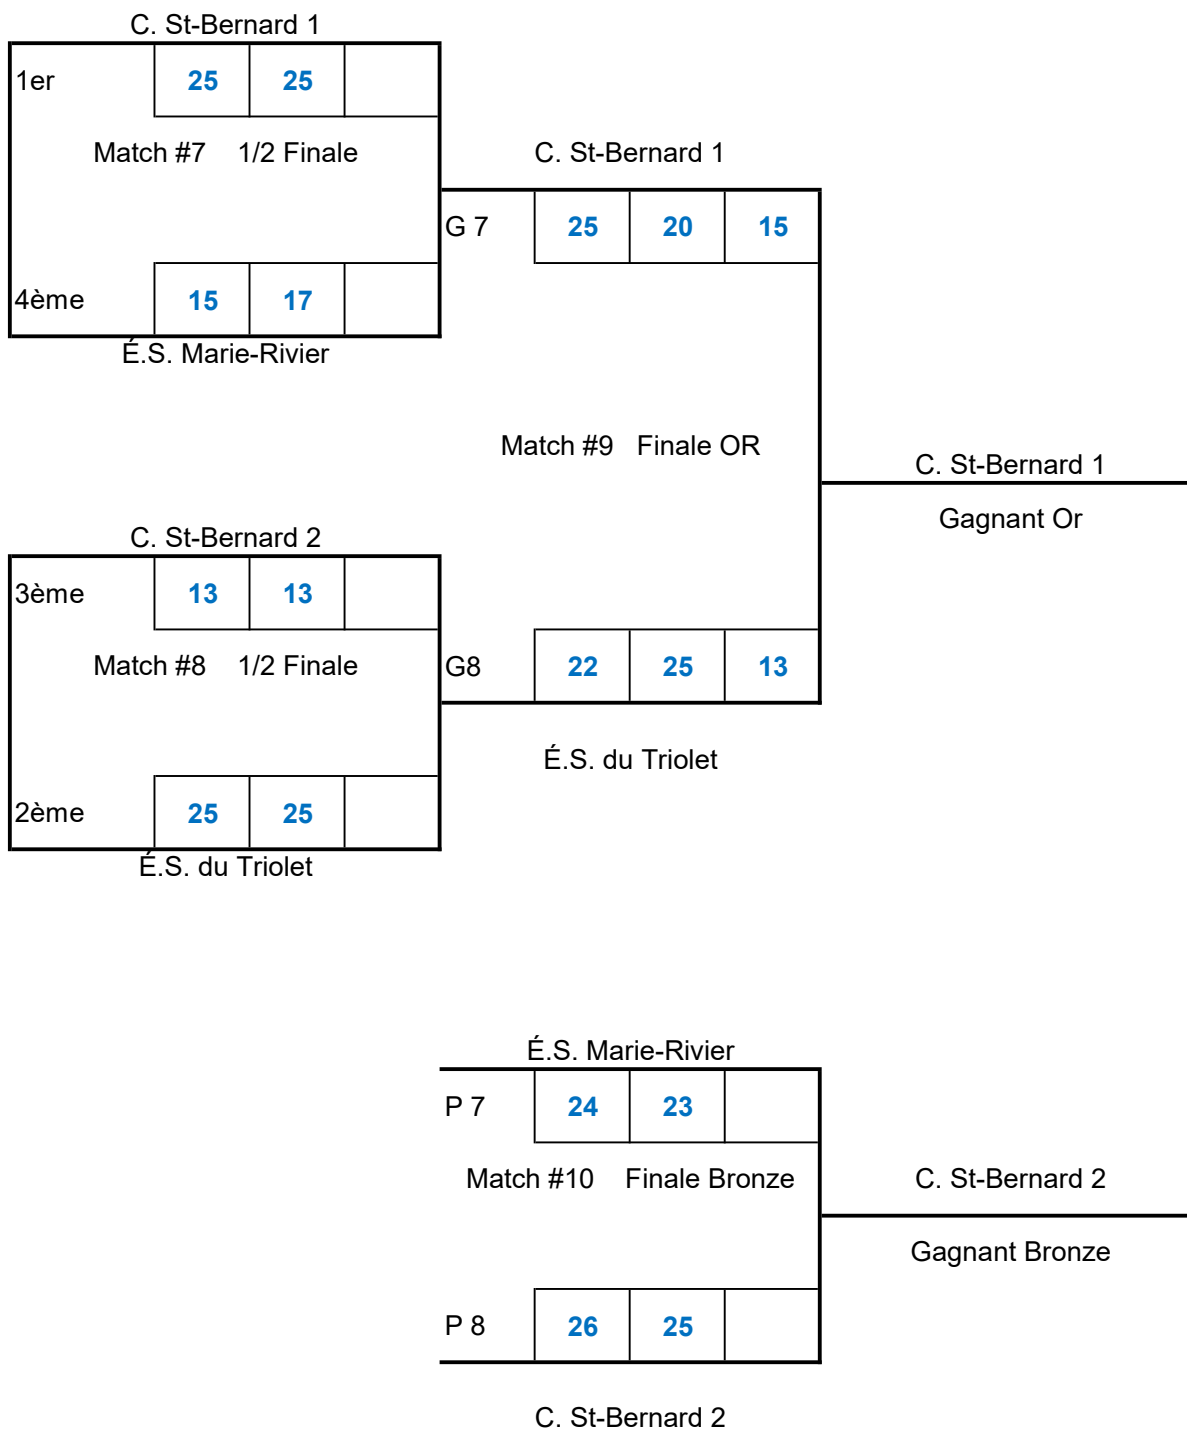 C. St-Bernard 1
1er 25 25
Match #7 1/2 Finale
4ème 15 17
É.S. Marie-Rivier
C. St-Bernard 1
G 7 25 20 15
Match #9 Finale OR
C. St-Bernard 1
Gagnant Or
C. St-Bernard 2
3ème 13 13
Match #8 1/2 Finale
2ème 25 25
É.S. du Triolet
G8 22 25 13
É.S. du Triolet
É.S. Marie-Rivier
P 7 24 23
Match #10 Finale Bronze
C. St-Bernard 2
Gagnant Bronze
P 8 26 25
C. St-Bernard 2